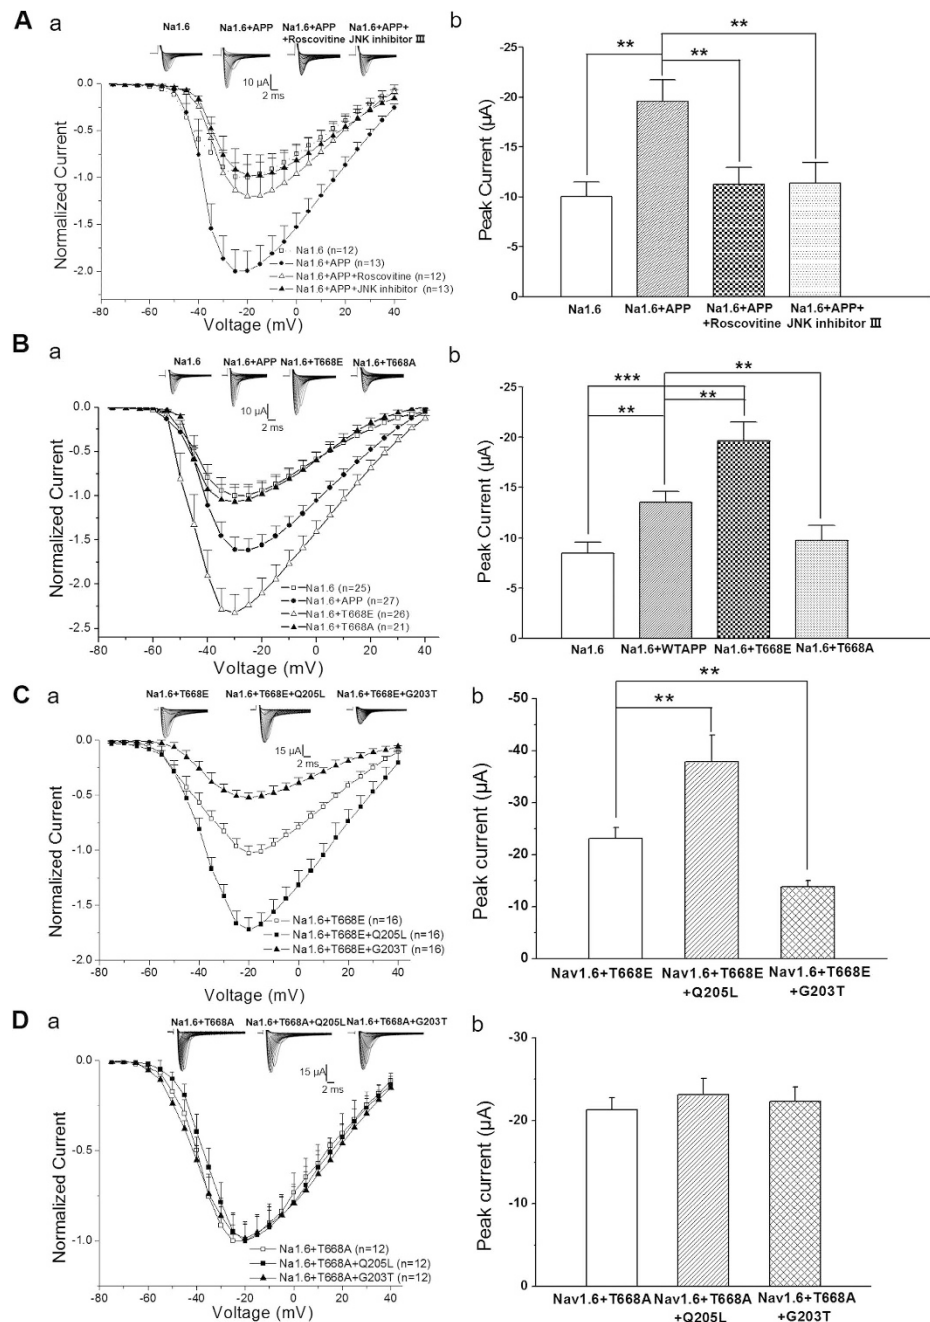 A a
Na1.6 Na1.6+APP Na1.6+APP Na1.6+APP+
+Roscovitine JNK inhibitor III
10 µA
2 ms
0.0
-0.5
-1.0
-1.5
-2.0
Normalized Current
Na1.6 (n=12)
Na1.6+APP (n=13)
Na1.6+APP+Roscovitine (n=12)
Na1.6+APP+JNK inhibitor (n=13)
-80 -60 -40 -20 0 20 40
Voltage (mV)
b
** ** ** 
-25
-20
-15
-10
-5
0
Peak Current (µA)
Na1.6 Na1.6+APP Na1.6+APP Na1.6+APP+
+Roscovitine JNK inhibitor III
B a
Na1.6 Na1.6+APP Na1.6+T668E Na1.6+T668A
10 µA
2 ms
0.0
-0.5
-1.0
-1.5
-2.0
-2.5
Normalized Current
Na1.6 (n=25)
Na1.6+APP (n=27)
Na1.6+T668E (n=26)
Na1.6+T668A (n=21)
-80 -60 -40 -20 0 20 40
Voltage (mV)
b
**
*** **
**
-25
-20
-15
-10
-5
0
Peak Current (µA)
Na1.6 Na1.6+WTAPP Na1.6+T668E Na1.6+T668A
C a
Na1.6+T668E Na1.6+T668E+Q205L Na1.6+T668E+G203T
15 µA
2 ms
0.0
-0.5
-1.0
-1.5
-2.0
Normalized Current
Na1.6+T668E (n=16)
Na1.6+T668E+Q205L (n=16)
Na1.6+T668E+G203T (n=16)
-80 -60 -40 -20 0 20 40
Voltage (mV)
b
**
**
-50
-40
-30
-20
-10
0
Peak current (µA)
Nav1.6+T668E Nav1.6+T668E Nav1.6+T668E
+Q205L +G203T
D a
Na1.6+T668A Na1.6+T668A+Q205L Na1.6+T668A+G203T
15 µA
2 ms
0.0
-0.5
-1.0
Normalized Current
Na1.6+T668A (n=12)
Na1.6+T668A+Q205L (n=12)
Na1.6+T668A+G203T (n=12)
-80 -60 -40 -20 0 20 40
Voltage (mV)
b
-30
-20
-10
0
Peak current (µA)
Nav1.6+T668A Nav1.6+T668A Nav1.6+T668A
+Q205L +G203T